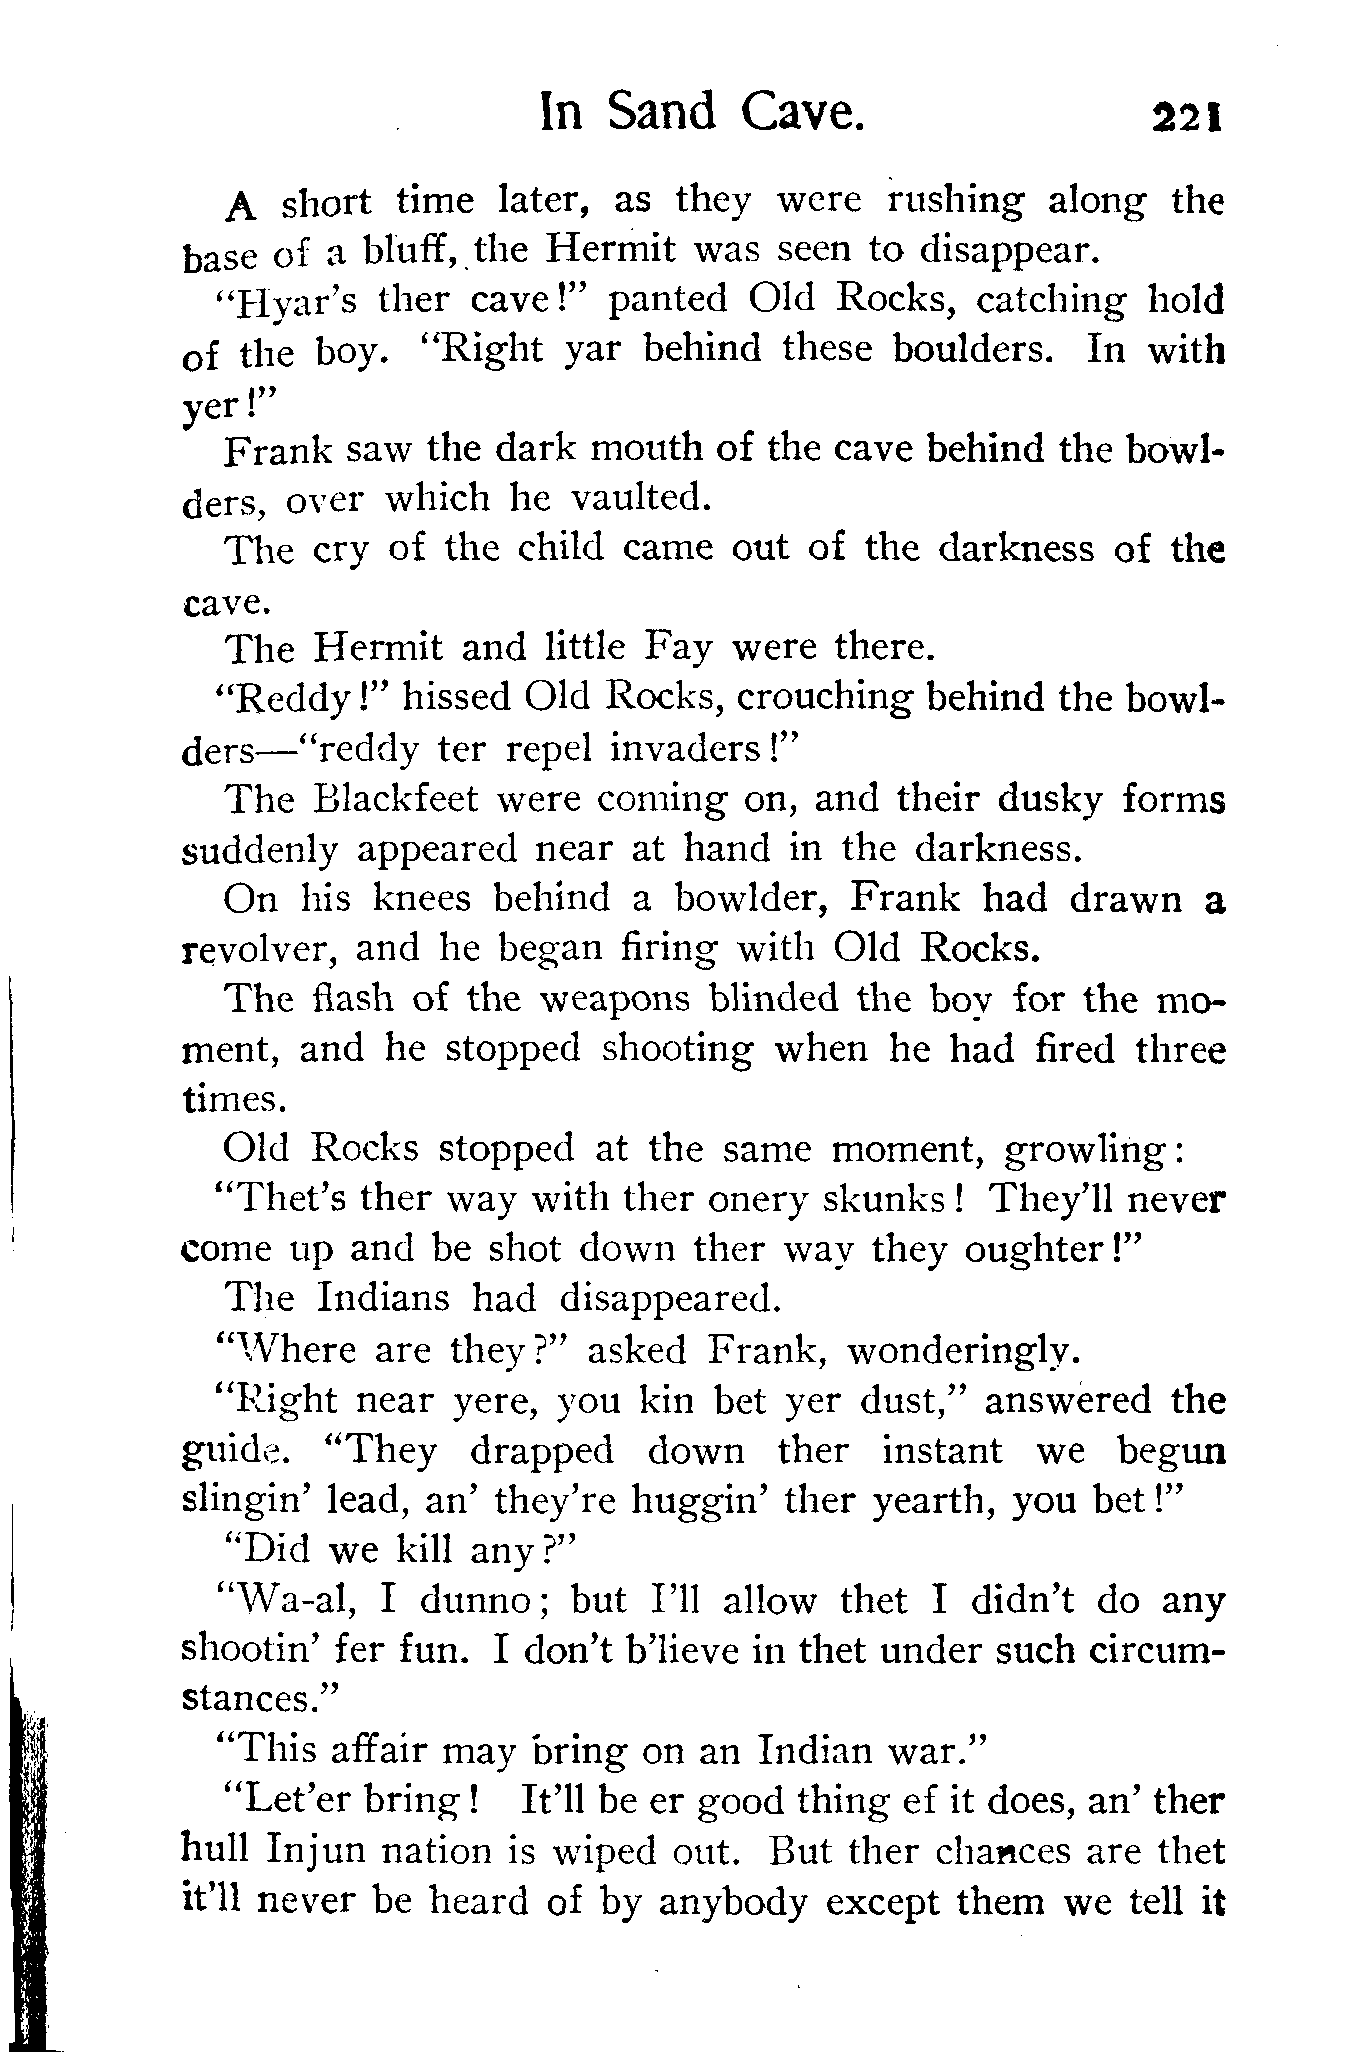 In Sand Cave. 221
A short time later, as they were rushing along the
base of a bluff, the Hermit was seen to disappear.
“Hyar’s ther cave!” panted Old Rocks, catching hold
of the boy. “Right yar behind these boulders. In with
yer!”
Frank saw the dark mouth of the cave behind the bowl-
ders, over which he vaulted.
The cry of the child came out of the darkness of the
cave.
The Hermit and little Fay were there.
“Reddy!” hissed Old Rocks, crouching behind the bowl-
ders—“reddy ter repel invaders!”
The Blackfeet were coming on, and their dusky forms
suddenly appeared near at hand in the darkness.
On his knees behind a bowlder, Frank had drawn a
revolver, and he began firing with Old Rocks.
The flash of the weapons blinded the boy for the mo-
ment, and he stopped shooting when he had fired three
times.
Old Rocks stopped at the same moment, growling:
“Thet’s ther way with ther onery skunks! They’ll never
come up and be shot down ther way they oughter!”
The Indians had disappeared.
“Where are they?” asked Frank, wonderingly.
“Right near yere, you kin bet yer dust,” answered the
guide. “They drapped down ther instant we begun
slingin’ lead, an’ they’re huggin’ ther yearth, you bet!”
“Did we kill any?”
“Wa-al, I dunno; but I’ll allow thet I didn’t do any
shootin’ fer fun. I don’t b’lieve in thet under such circum-
stances.”
“This affair may bring on an Indian war.”
“Let’er bring! It’ll be er good thing ef it does, an’ ther
hull Injun nation is wiped out. But ther chances are thet
it’ll never be heard of by anybody except them we tell it